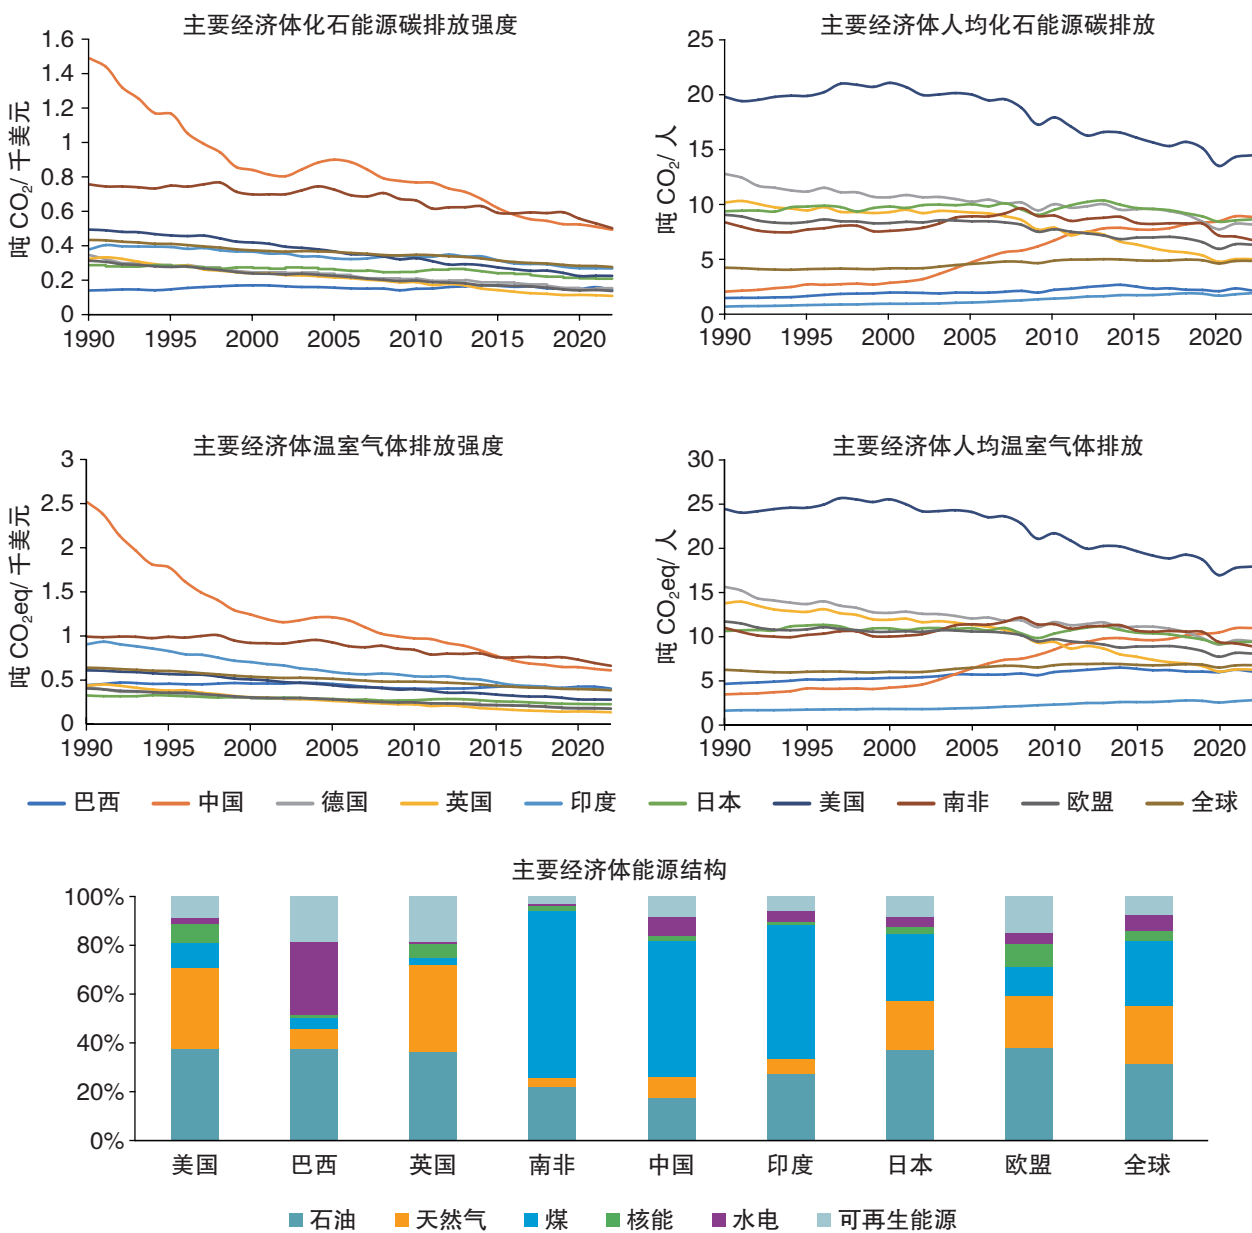 主要经济体化石能源碳排放强度
吨 CO₂/ 千美元
1.6
1.4
1.2
1
0.8
0.6
0.4
0.2
0
1990 1995 2000 2005 2010 2015 2020
主要经济体人均化石能源碳排放
吨 CO₂/ 人
25
20
15
10
5
0
1990 1995 2000 2005 2010 2015 2020
主要经济体温室气体排放强度
吨 CO₂eq/ 千美元
3
2.5
2
1.5
1
0.5
0
1990 1995 2000 2005 2010 2015 2020
主要经济体人均温室气体排放
吨 CO₂eq/ 人
30
25
20
15
10
5
0
1990 1995 2000 2005 2010 2015 2020
巴西 中国 德国 英国 印度 日本 美国 南非 欧盟 全球
主要经济体能源结构
100%
80%
60%
40%
20%
0%
美国 巴西 英国 南非 中国 印度 日本 欧盟 全球
石油 天然气 煤 核能 水电 可再生能源